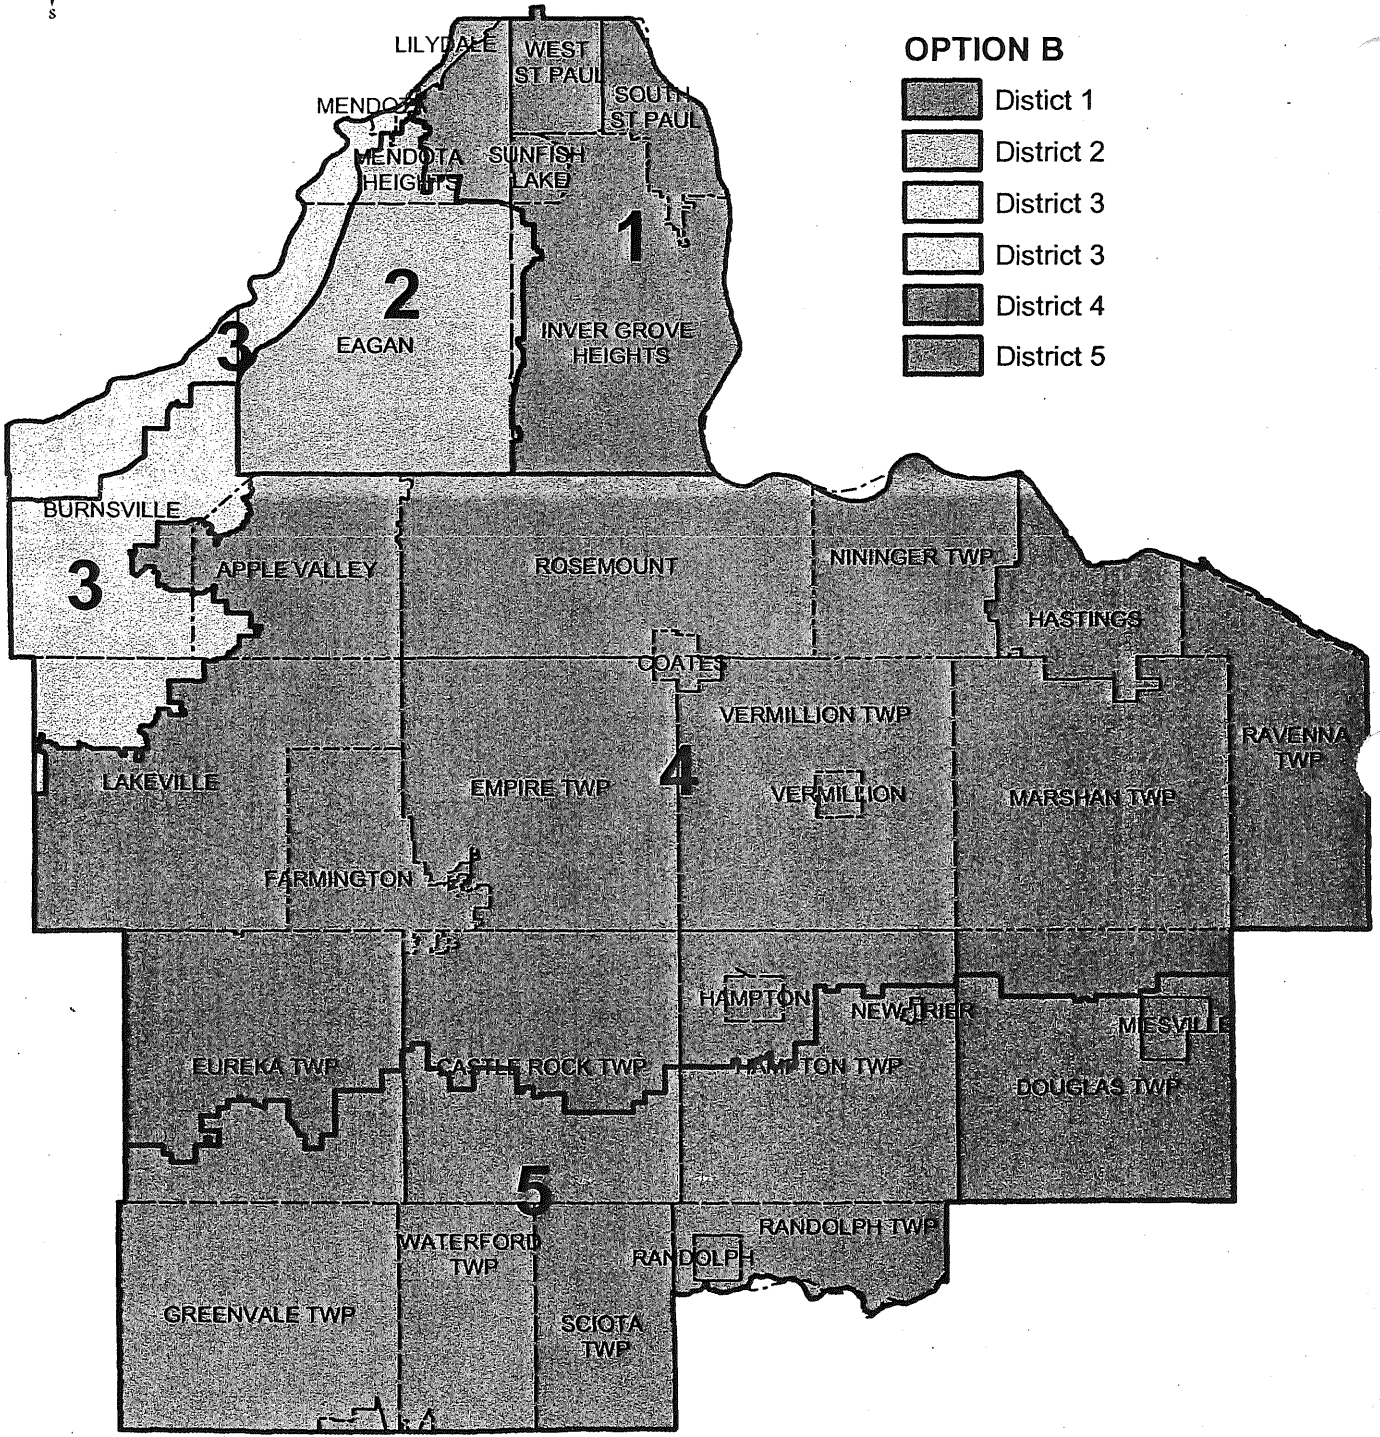 s
OPTION B
Distict 1
District 2
District 3
District 3
District 4
District 5
LILYDALE
WEST
ST PAUL
MENDOTA
SOUTH
ST PAUL
MENDOTA
HEIGHTS
SUNFISH
LAKE
1
2
EAGAN
INVER GROVE
HEIGHTS
3
BURNSVILLE
3
APPLE VALLEY
ROSEMOUNT
NININGER TWP
HASTINGS
COATES
VERMILLION TWP
RAVENNA
TWP
LAKEVILLE
EMPIRE TWP
4
VERMILLION
MARSHAN TWP
FARMINGTON
HAMPTON
NEW TRIER
MIESVILLE
EUREKA TWP
CASTLE ROCK TWP
HAMPTON TWP
DOUGLAS TWP
5
WATERFORD
TWP
RANDOLPH TWP
RANDOLPH
GREENVALE TWP
SCIOTA
TWP